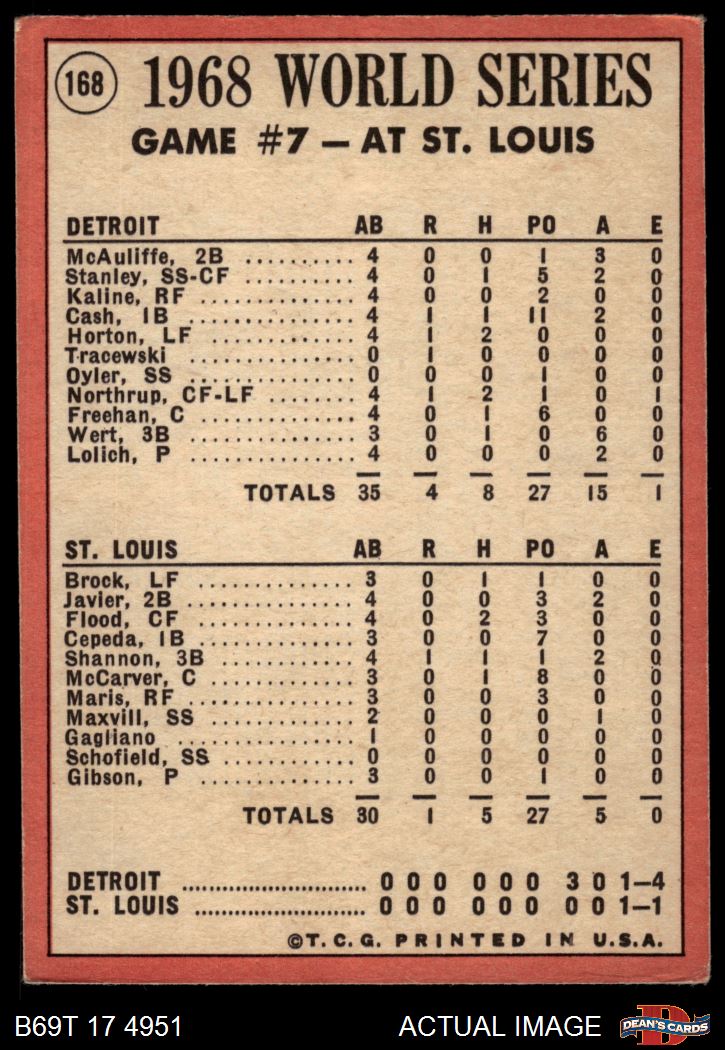 168 1968 WORLD SERIES
GAME #7 – AT ST. LOUIS
DETROIT AB R H PO A E
McAuliffe, 2B .......... 4 0 0 1 3 0
Stanley, SS-CF .......... 4 0 1 5 2 0
Kaline, RF .............. 4 0 0 2 0 0
Cash, 1B ............... 4 1 1 11 2 0
Horton, LF ............. 4 1 2 0 0 0
Tracewski ............... 0 1 0 0 0 0
Oyler, SS ............... 0 0 0 1 0 0
Northrup, CF-LF ......... 4 1 2 1 0 1
Freehan, C .............. 4 0 1 6 0 0
Wert, 3B ............... 3 0 1 0 6 0
Lolich, P ............... 4 0 0 0 2 0
TOTALS 35 4 8 27 15 1
ST. LOUIS AB R H PO A E
Brock, LF .............. 3 0 1 1 0 0
Javier, 2B ............... 4 0 0 3 2 0
Flood, CF .............. 4 0 2 3 0 0
Cepeda, 1B .............. 3 0 0 7 0 0
Shannon, 3B ............ 4 1 1 1 2 0
McCarver, C ............ 3 0 1 8 0 0
Maris, RF ............... 3 0 0 3 0 0
Maxvill, SS ............ 2 0 0 0 1 0
Gagliano ................ 1 0 0 0 0 0
Schofield, SS ........... 0 0 0 0 0 0
Gibson, P .............. 3 0 0 1 0 0
TOTALS 30 1 5 27 5 0
DETROIT ............................ 0 0 0 0 0 0 3 0 1–4
ST. LOUIS .......................... 0 0 0 0 0 0 0 0 1–1
©T.C.G. PRINTED IN U.S.A.
B69T 17 4951 ACTUAL IMAGE D DEAN'S CARDS